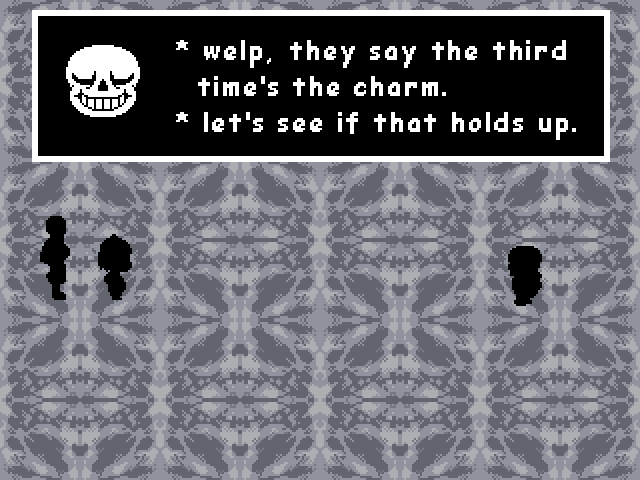 * welp, they say the third
time's the charm.
* let's see if that holds up.